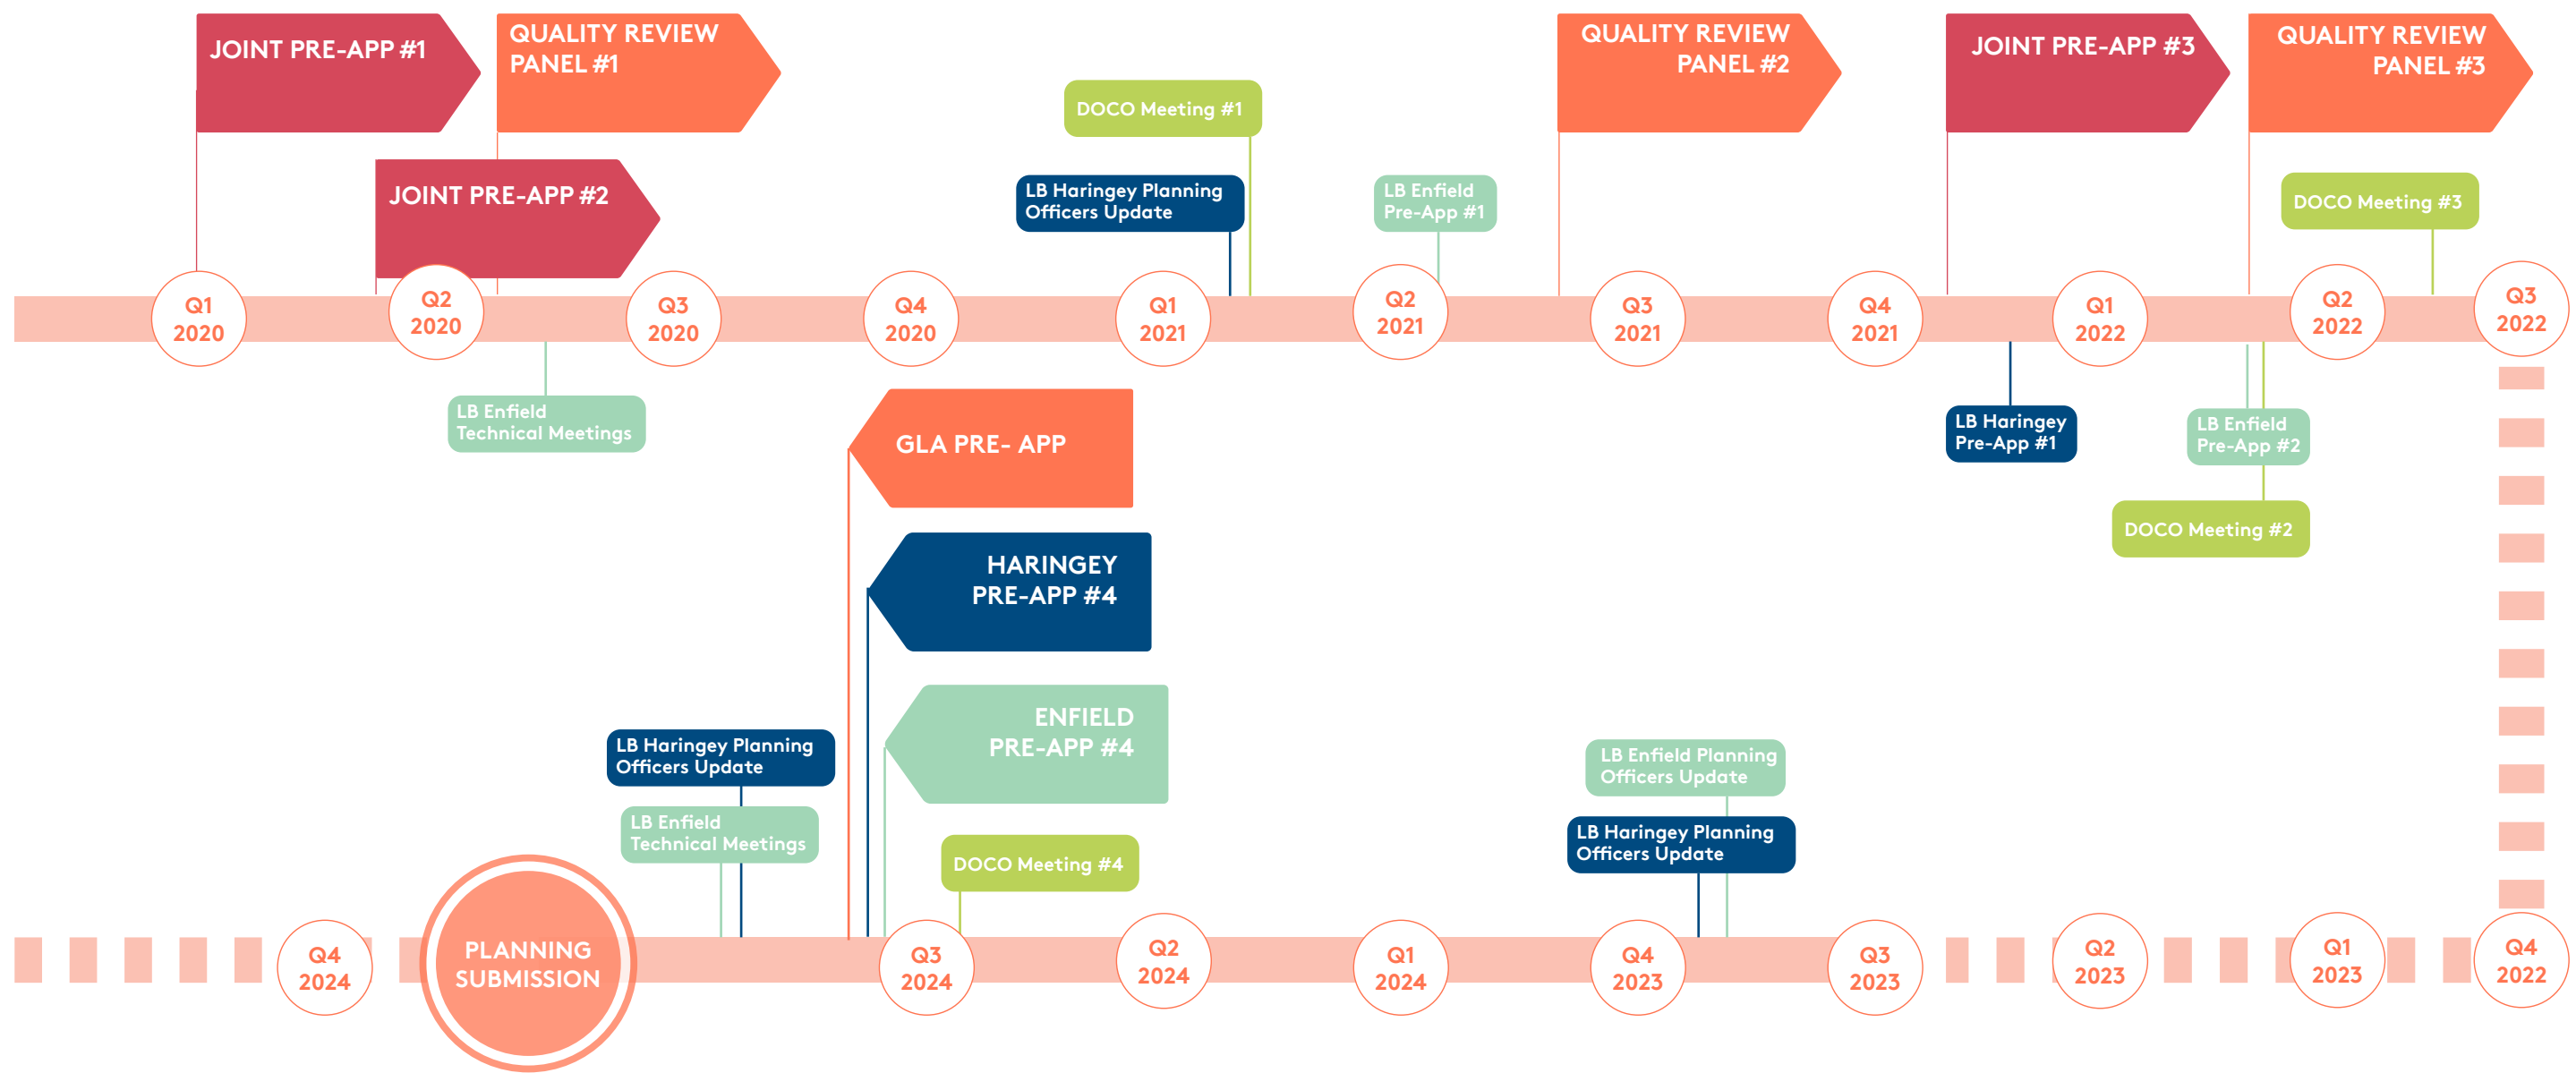 JOINT PRE-APP #1
QUALITY REVIEW
PANEL #1
JOINT PRE-APP #2
DOCO Meeting #1
LB Haringey Planning
Officers Update
LB Enfield
Pre-App #1
QUALITY REVIEW
PANEL #2
JOINT PRE-APP #3
QUALITY REVIEW
PANEL #3
DOCO Meeting #3
Q1
2020
Q2
2020
Q3
2020
Q4
2020
Q1
2021
Q2
2021
Q3
2021
Q4
2021
Q1
2022
Q2
2022
Q3
2022
LB Enfield
Technical Meetings
LB Haringey
Pre-App #1
LB Enfield
Pre-App #2
DOCO Meeting #2
GLA PRE- APP
HARINGEY
PRE-APP #4
ENFIELD
PRE-APP #4
LB Haringey Planning
Officers Update
LB Enfield
Technical Meetings
DOCO Meeting #4
LB Enfield Planning
Officers Update
LB Haringey Planning
Officers Update
Q4
2024
PLANNING
SUBMISSION
Q3
2024
Q2
2024
Q1
2024
Q4
2023
Q3
2023
Q2
2023
Q1
2023
Q4
2022